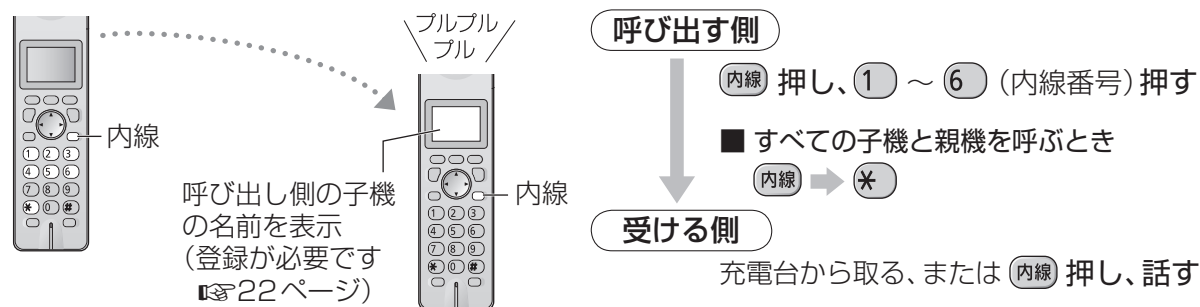 プルプル
プル
内線
呼び出し側の子機
の名前を表示
（登録が必要です
☞22ページ）
内線
呼び出す側
内線 押し、1 ～ 6 （内線番号）押す
■ すべての子機と親機を呼ぶとき
内線 ➡ ＊
受ける側
充電台から取る、または 内線 押し、話す